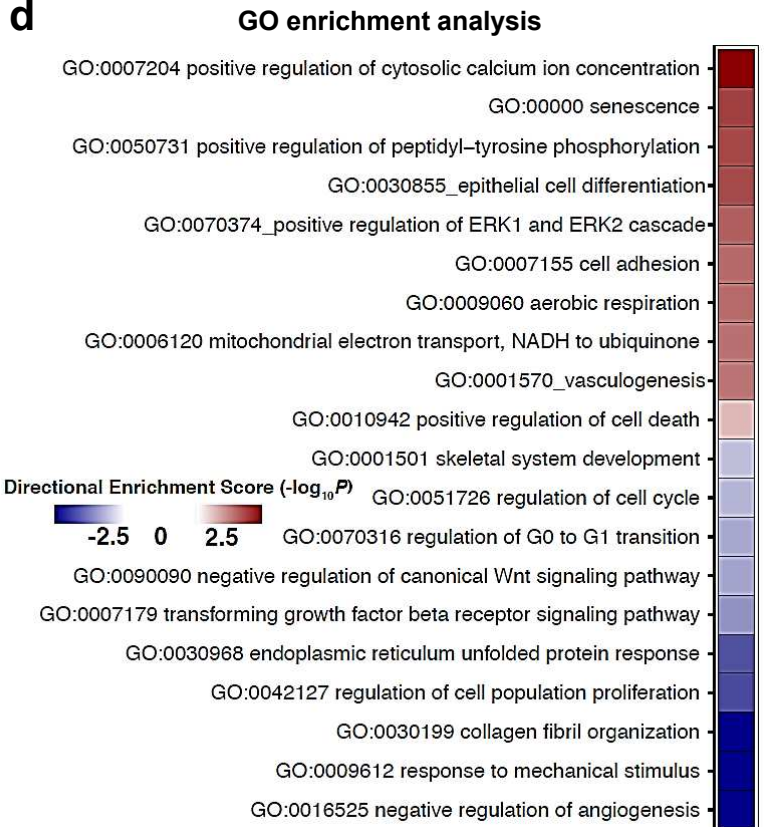 d
GO enrichment analysis
GO:0007204 positive regulation of cytosolic calcium ion concentration
GO:00000 senescence
GO:0050731 positive regulation of peptidyl–tyrosine phosphorylation
GO:0030855_epithelial cell differentiation
GO:0070374_positive regulation of ERK1 and ERK2 cascade
GO:0007155 cell adhesion
GO:0009060 aerobic respiration
GO:0006120 mitochondrial electron transport, NADH to ubiquinone
GO:0001570_vasculogenesis
GO:0010942 positive regulation of cell death
GO:0001501 skeletal system development
Directional Enrichment Score (-log₁₀P)
-2.5 0 2.5
GO:0051726 regulation of cell cycle
GO:0070316 regulation of G0 to G1 transition
GO:0090090 negative regulation of canonical Wnt signaling pathway
GO:0007179 transforming growth factor beta receptor signaling pathway
GO:0030968 endoplasmic reticulum unfolded protein response
GO:0042127 regulation of cell population proliferation
GO:0030199 collagen fibril organization
GO:0009612 response to mechanical stimulus
GO:0016525 negative regulation of angiogenesis